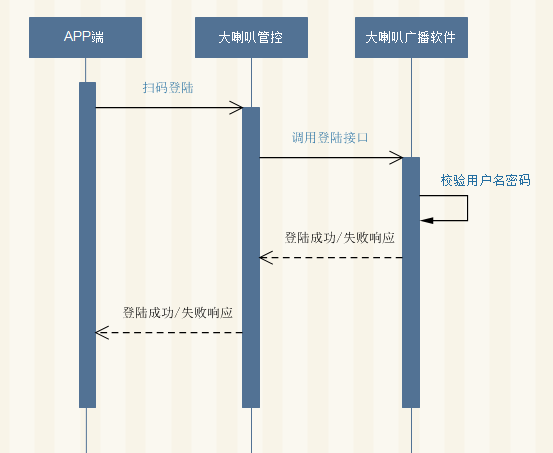 APP端
大喇叭管控
大喇叭广播软件
扫码登陆
调用登陆接口
校验用户名密码
登陆成功/失败响应
登陆成功/失败响应